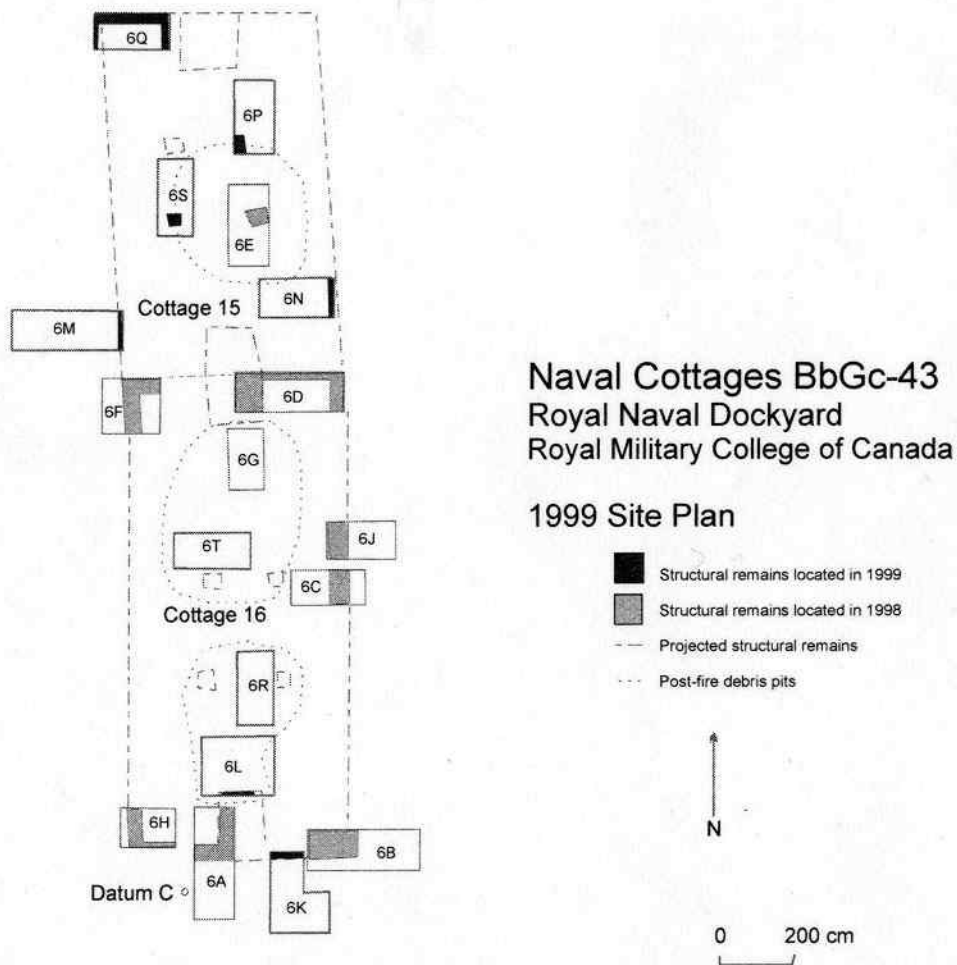 6Q
6P
6S
6E
6N
Cottage 15
6M
6F
6D
6G
6T
6J
6C
Cottage 16
6R
6L
6H
6B
6A
Datum C
6K
Naval Cottages BbGc-43
Royal Naval Dockyard
Royal Military College of Canada
1999 Site Plan
Structural remains located in 1999
Structural remains located in 1998
Projected structural remains
Post-fire debris pits
N
0 200 cm